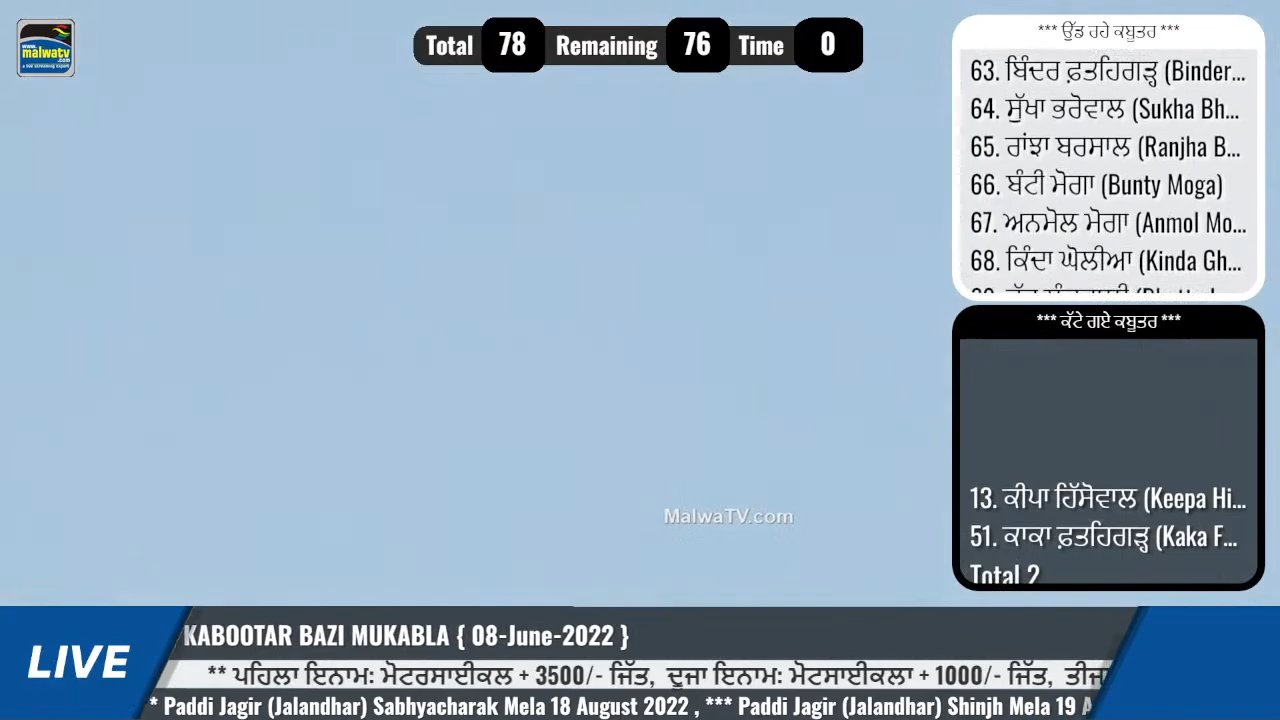 www.
malwatv
.com
Total 78 Remaining 76 Time 0
*** ਉੱਡ ਰਹੇ ਕਬੂਤਰ ***
63. ਬਿੰਦਰ ਫ਼ਤਹਿਗੜ੍ਹ (Binder...
64. ਸੁੱਖਾ ਭਰੋਵਾਲ (Sukha Bh...
65. ਰਾਂਝਾ ਬਰਸਾਲ (Ranjha B...
66. ਬੰਟੀ ਮੋਗਾ (Bunty Moga)
67. ਅਨਮੋਲ ਮੋਗਾ (Anmol Mo...
68. ਕਿੰਦਾ ਘੋਲੀਆ (Kinda Gh...
*** ਕੱਟੇ ਗਏ ਕਬੂਤਰ ***
13. ਕੀਪਾ ਹਿੱਸੋਵਾਲ (Keepa Hi...
51. ਕਾਕਾ ਫ਼ਤਹਿਗੜ੍ਹ (Kaka F...
Total 2
MalwaTV.com
LIVE
KABOOTAR BAZI MUKABLA { 08-June-2022 }
** ਪਹਿਲਾ ਇਨਾਮ: ਮੋਟਰਸਾਈਕਲ + 3500/- ਜਿੱਤ, ਦੂਜਾ ਇਨਾਮ: ਮੋਟਸਾਈਕਲਾ + 1000/- ਜਿੱਤ, ਤੀਜਾ
* Paddi Jagir (Jalandhar) Sabhyacharak Mela 18 August 2022 , *** Paddi Jagir (Jalandhar) Shinjh Mela 19 A